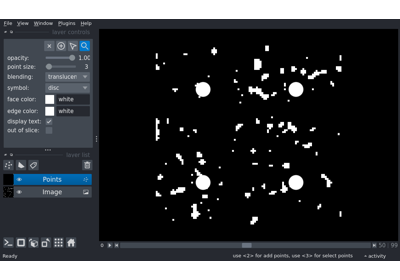 File View Window Plugins Help
layer controls
opacity: 1.00
point size: 3
blending: translucen
symbol: disc
face color: white
edge color: white
display text:
out of slice:
layer list
Points
Image
50 99
Ready use <2> for add points, use <3> for select points activity